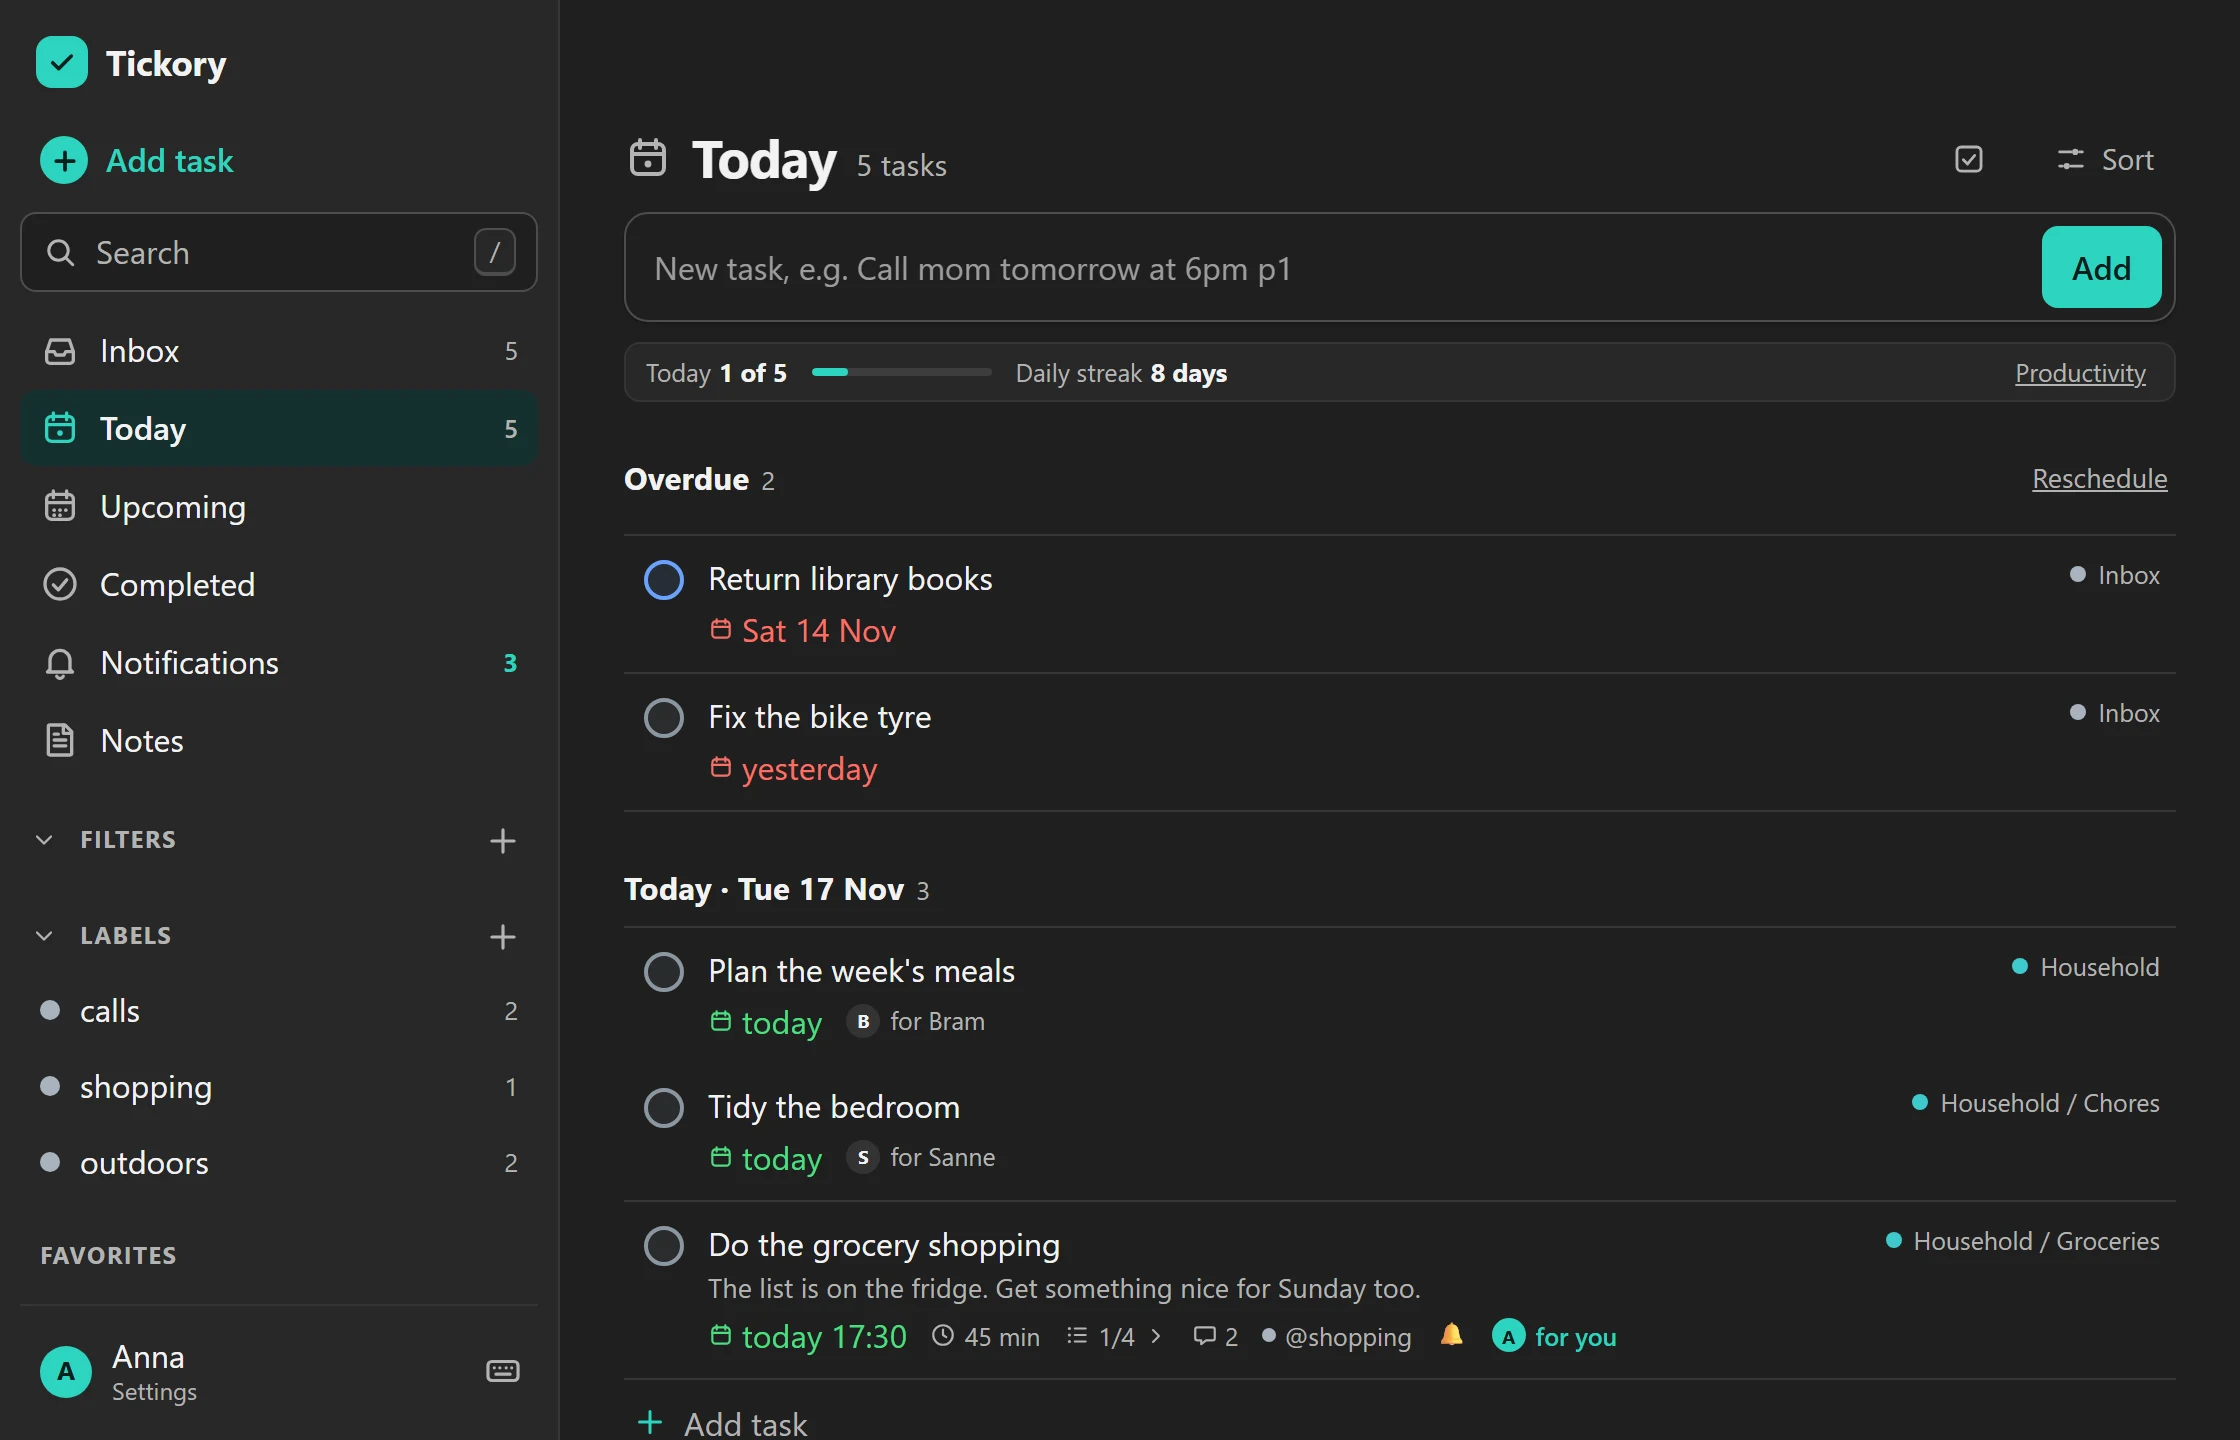 Tickory
Add task
Search /
Inbox 5
Today 5
Upcoming
Completed
Notifications 3
Notes
FILTERS
LABELS
calls 2
shopping 1
outdoors 2
FAVORITES
A Anna
Settings
Today 5 tasks
Sort
New task, e.g. Call mom tomorrow at 6pm p1
Add
Today 1 of 5 Daily streak 8 days Productivity
Overdue 2 Reschedule
Return library books Inbox
Sat 14 Nov
Fix the bike tyre Inbox
yesterday
Today · Tue 17 Nov 3
Plan the week's meals Household
today B for Bram
Tidy the bedroom Household / Chores
today S for Sanne
Do the grocery shopping Household / Groceries
The list is on the fridge. Get something nice for Sunday too.
today 17:30 45 min 1/4 2 @shopping A for you
Add task